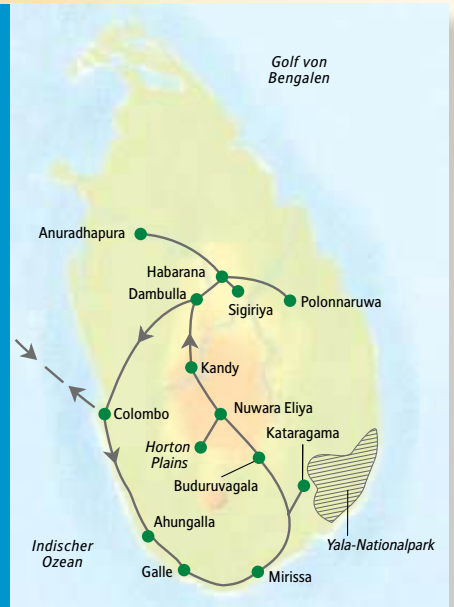 Golf von
Bengalen
Anuradhapura
Habarana
Dambulla
Sigiriya
Polonnaruwa
Kandy
Colombo
Nuwara Eliya
Kataragama
Horton
Plains
Buduruvagala
Ahungalla
Indischer
Ozean
Yala-Nationalpark
Galle
Mirissa